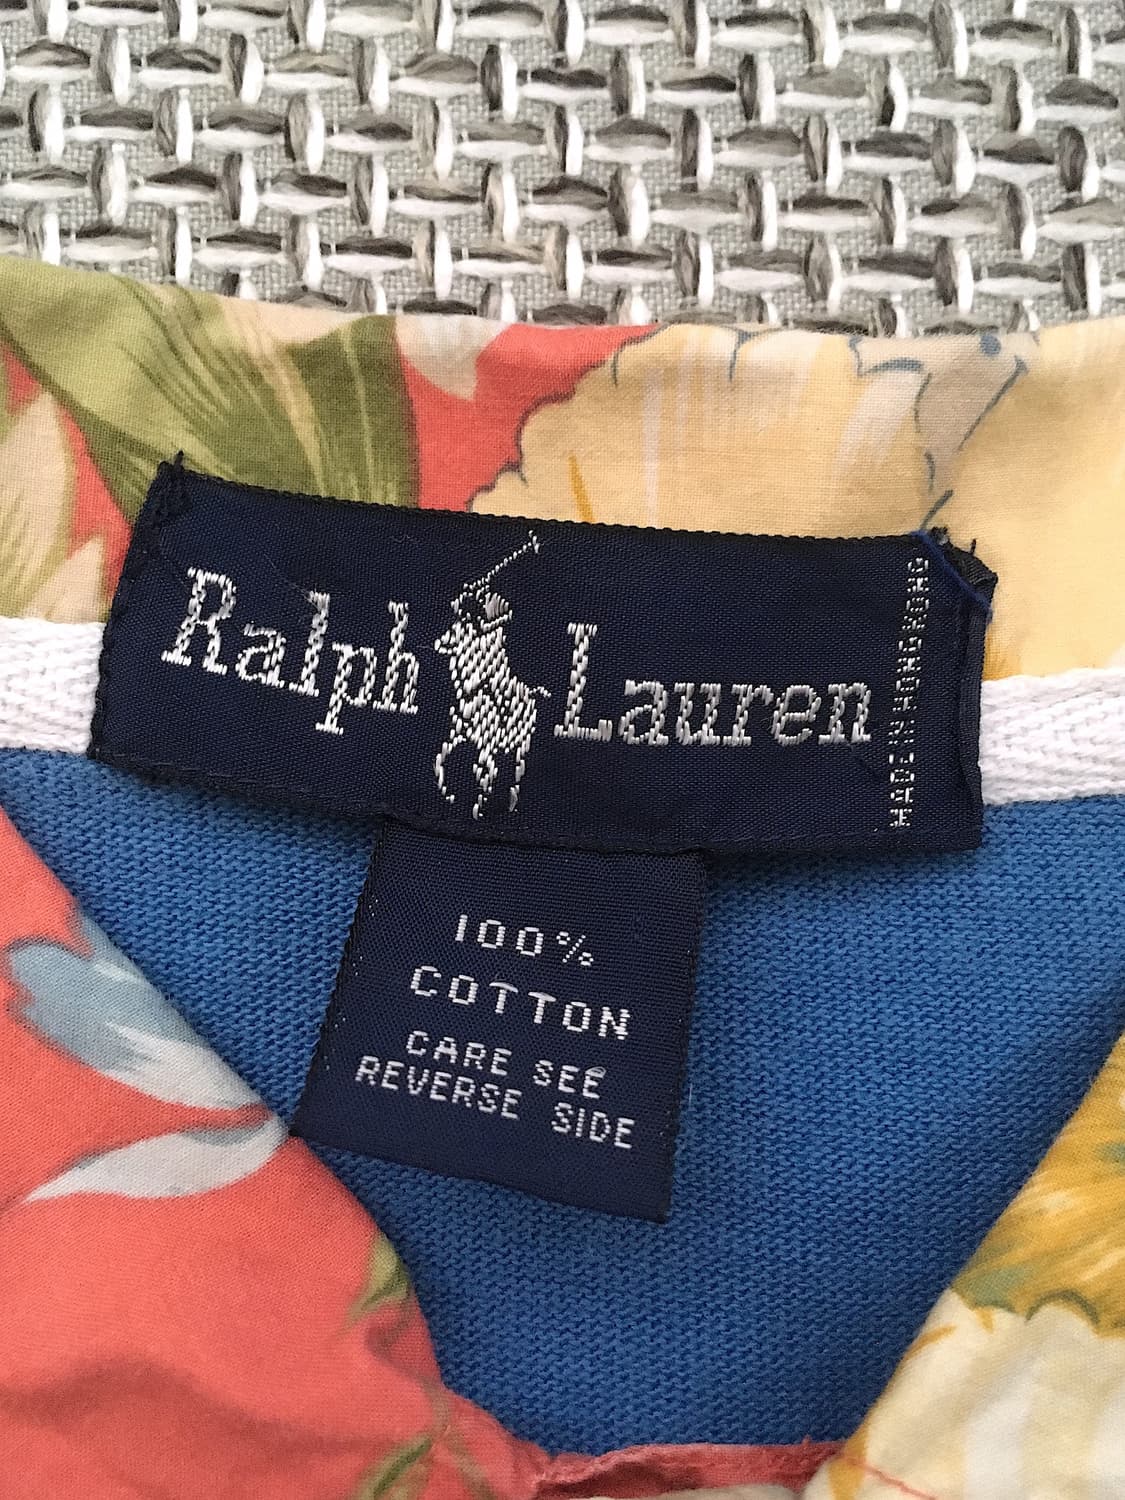 Ralph Lauren
MADE IN HONG KONG
100%
COTTON
CARE SEE
REVERSE SIDE